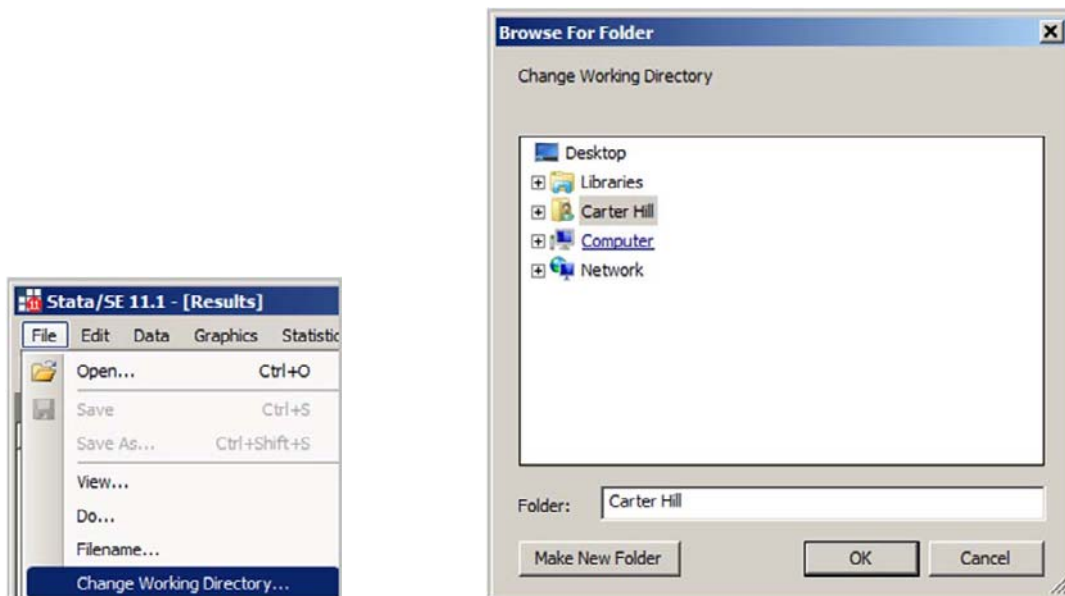 Stata/SE 11.1 - [Results]
File Edit Data Graphics
Open... Ctrl+O
Save Ctrl+S
Save As... Ctrl+Shift+S
View...
Do...
Filename...
Change Working Directory...
Browse For Folder
Change Working Directory
Desktop
Libraries
Carter Hill
Computer
Network
Folder: Carter Hill
Make New Folder OK Cancel